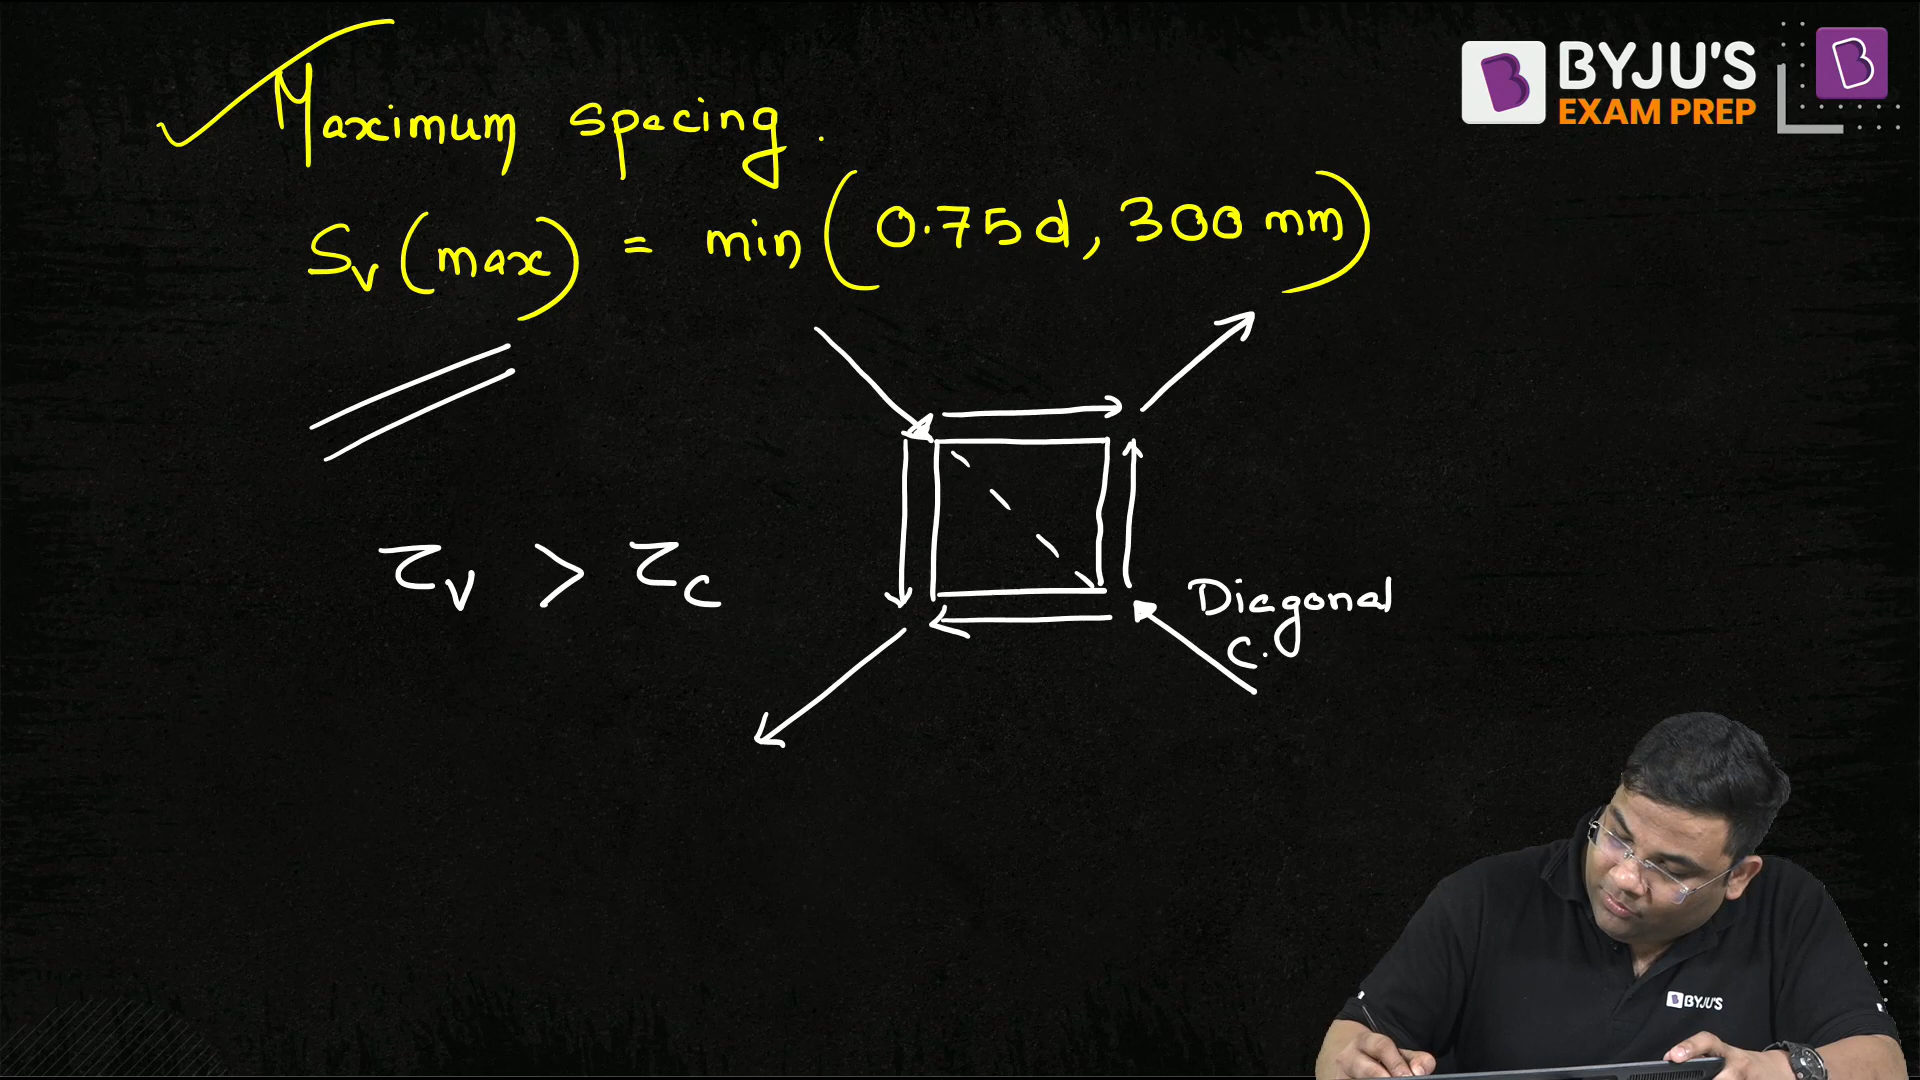 BYJU'S
EXAM PREP
Maximum spacing.
Sv (max) = min (0.75d, 300 mm)
τv > τc
Diagonal
C.
BYJU'S